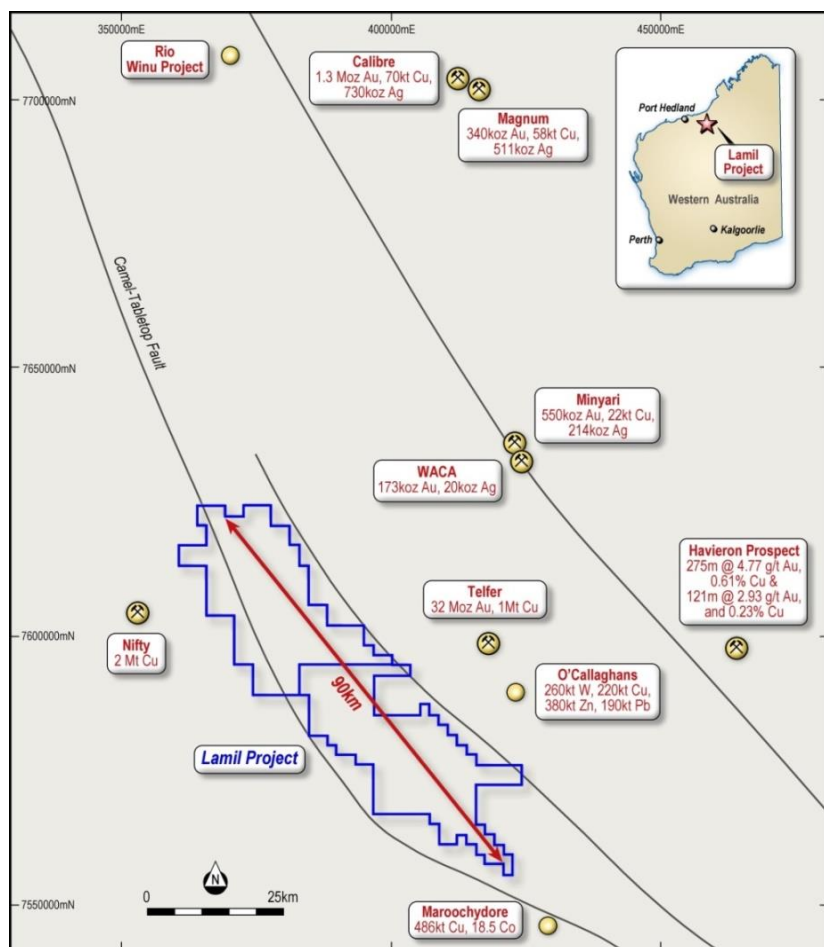 350000mE
400000mE
450000mE
Rio
Winu Project
Calibre
1.3 Moz Au, 70kt Cu,
730koz Ag
Magnum
340koz Au, 58kt Cu,
511koz Ag
7700000mN
Port Hedland
Lamil
Project
Western Australia
Kalgoorlie
Perth
Camel-Tabletop Fault
7650000mN
Minyari
550koz Au, 22kt Cu,
214koz Ag
WACA
173koz Au, 20koz Ag
Havieron Prospect
275m @ 4.77 g/t Au,
0.61% Cu &
121m @ 2.93 g/t Au,
and 0.23% Cu
Telfer
32 Moz Au, 1Mt Cu
7600000mN
Nifty
2 Mt Cu
O'Callaghans
260kt W, 220kt Cu,
380kt Zn, 190kt Pb
90km
Lamil Project
N
0
25km
7550000mN
Maroochydore
486kt Cu, 18.5 Co